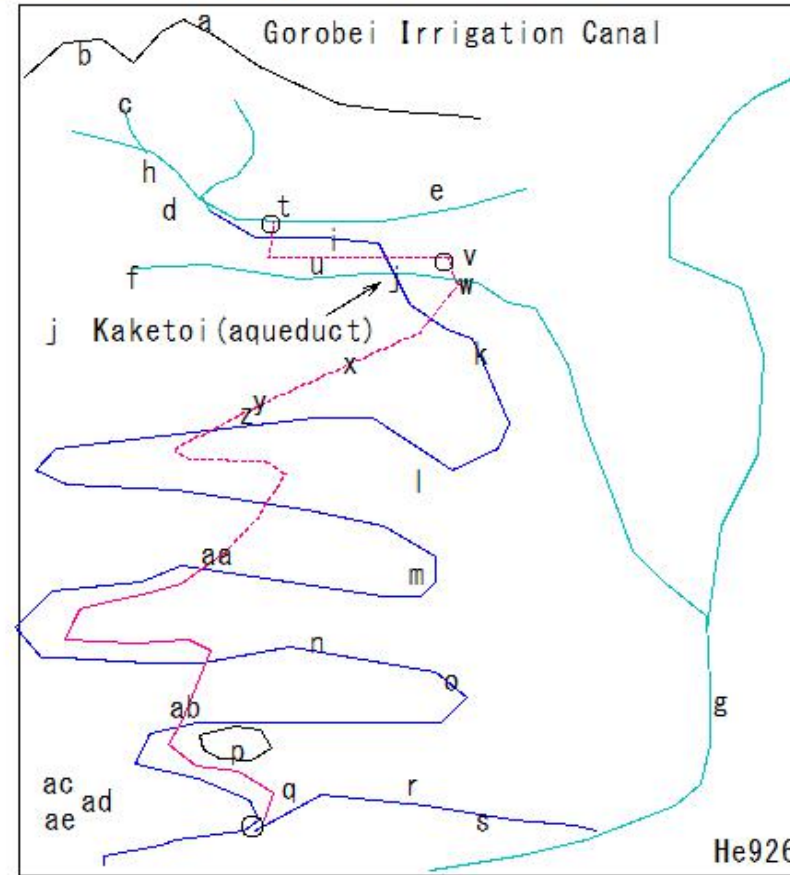 a
Gorobei Irrigation Canal
b
c
h
d
t
e
i
v
f
u
j
w
j Kaketoi(aqueduct)
x
k
y
z
l
aa
m
n
o
ab
g
p
ac
ad
q
r
ae
s
He926